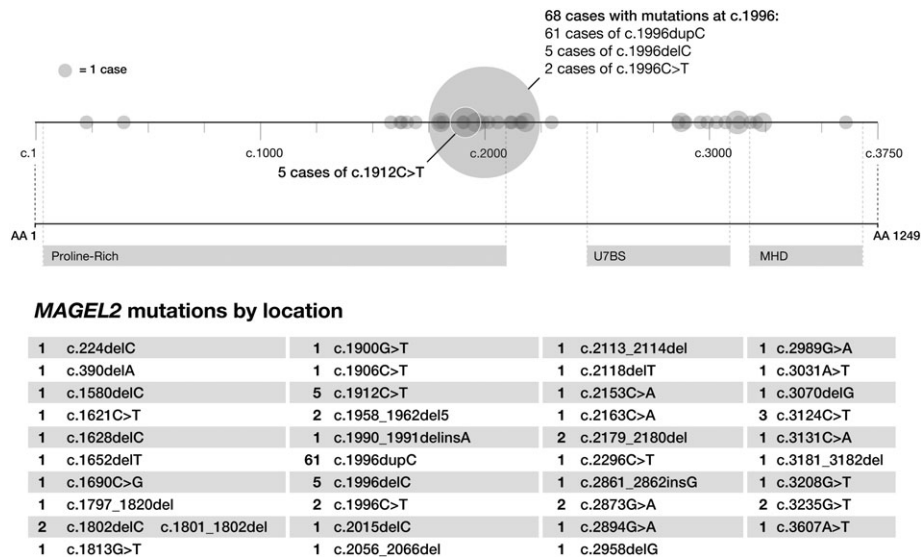 68 cases with mutations at c.1996:
61 cases of c.1996dupC
5 cases of c.1996delC
2 cases of c.1996C>T
= 1 case
c.1 c.1000 c.2000 c.3000 c.3750
5 cases of c.1912C>T
AA 1 AA 1249
Proline-Rich U7BS MHD
MAGEL2 mutations by location
1 c.224delC 1 c.1900G>T 1 c.2113_2114del 1 c.2989G>A
1 c.390delA 1 c.1906C>T 1 c.2118delT 1 c.3031A>T
1 c.1580delC 5 c.1912C>T 1 c.2153C>A 1 c.3070delG
1 c.1621C>T 2 c.1958_1962del5 1 c.2163C>A 3 c.3124C>T
1 c.1628delC 1 c.1990_1991delinsA 2 c.2179_2180del 1 c.3131C>A
1 c.1652delT 61 c.1996dupC 1 c.2296C>T 1 c.3181_3182del
1 c.1690C>G 5 c.1996delC 1 c.2861_2862insG 1 c.3208G>T
1 c.1797_1820del 2 c.1996C>T 2 c.2873G>A 2 c.3235G>T
2 c.1802delC c.1801_1802del 1 c.2015delC 1 c.2894G>A 1 c.3607A>T
1 c.1813G>T 1 c.2056_2066del 1 c.2958delG